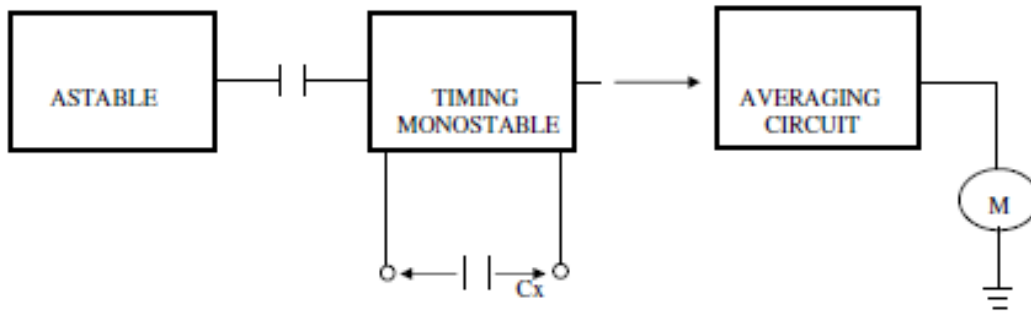 ASTABLE
TIMING
MONOSTABLE
AVERAGING
CIRCUIT
M
Cx